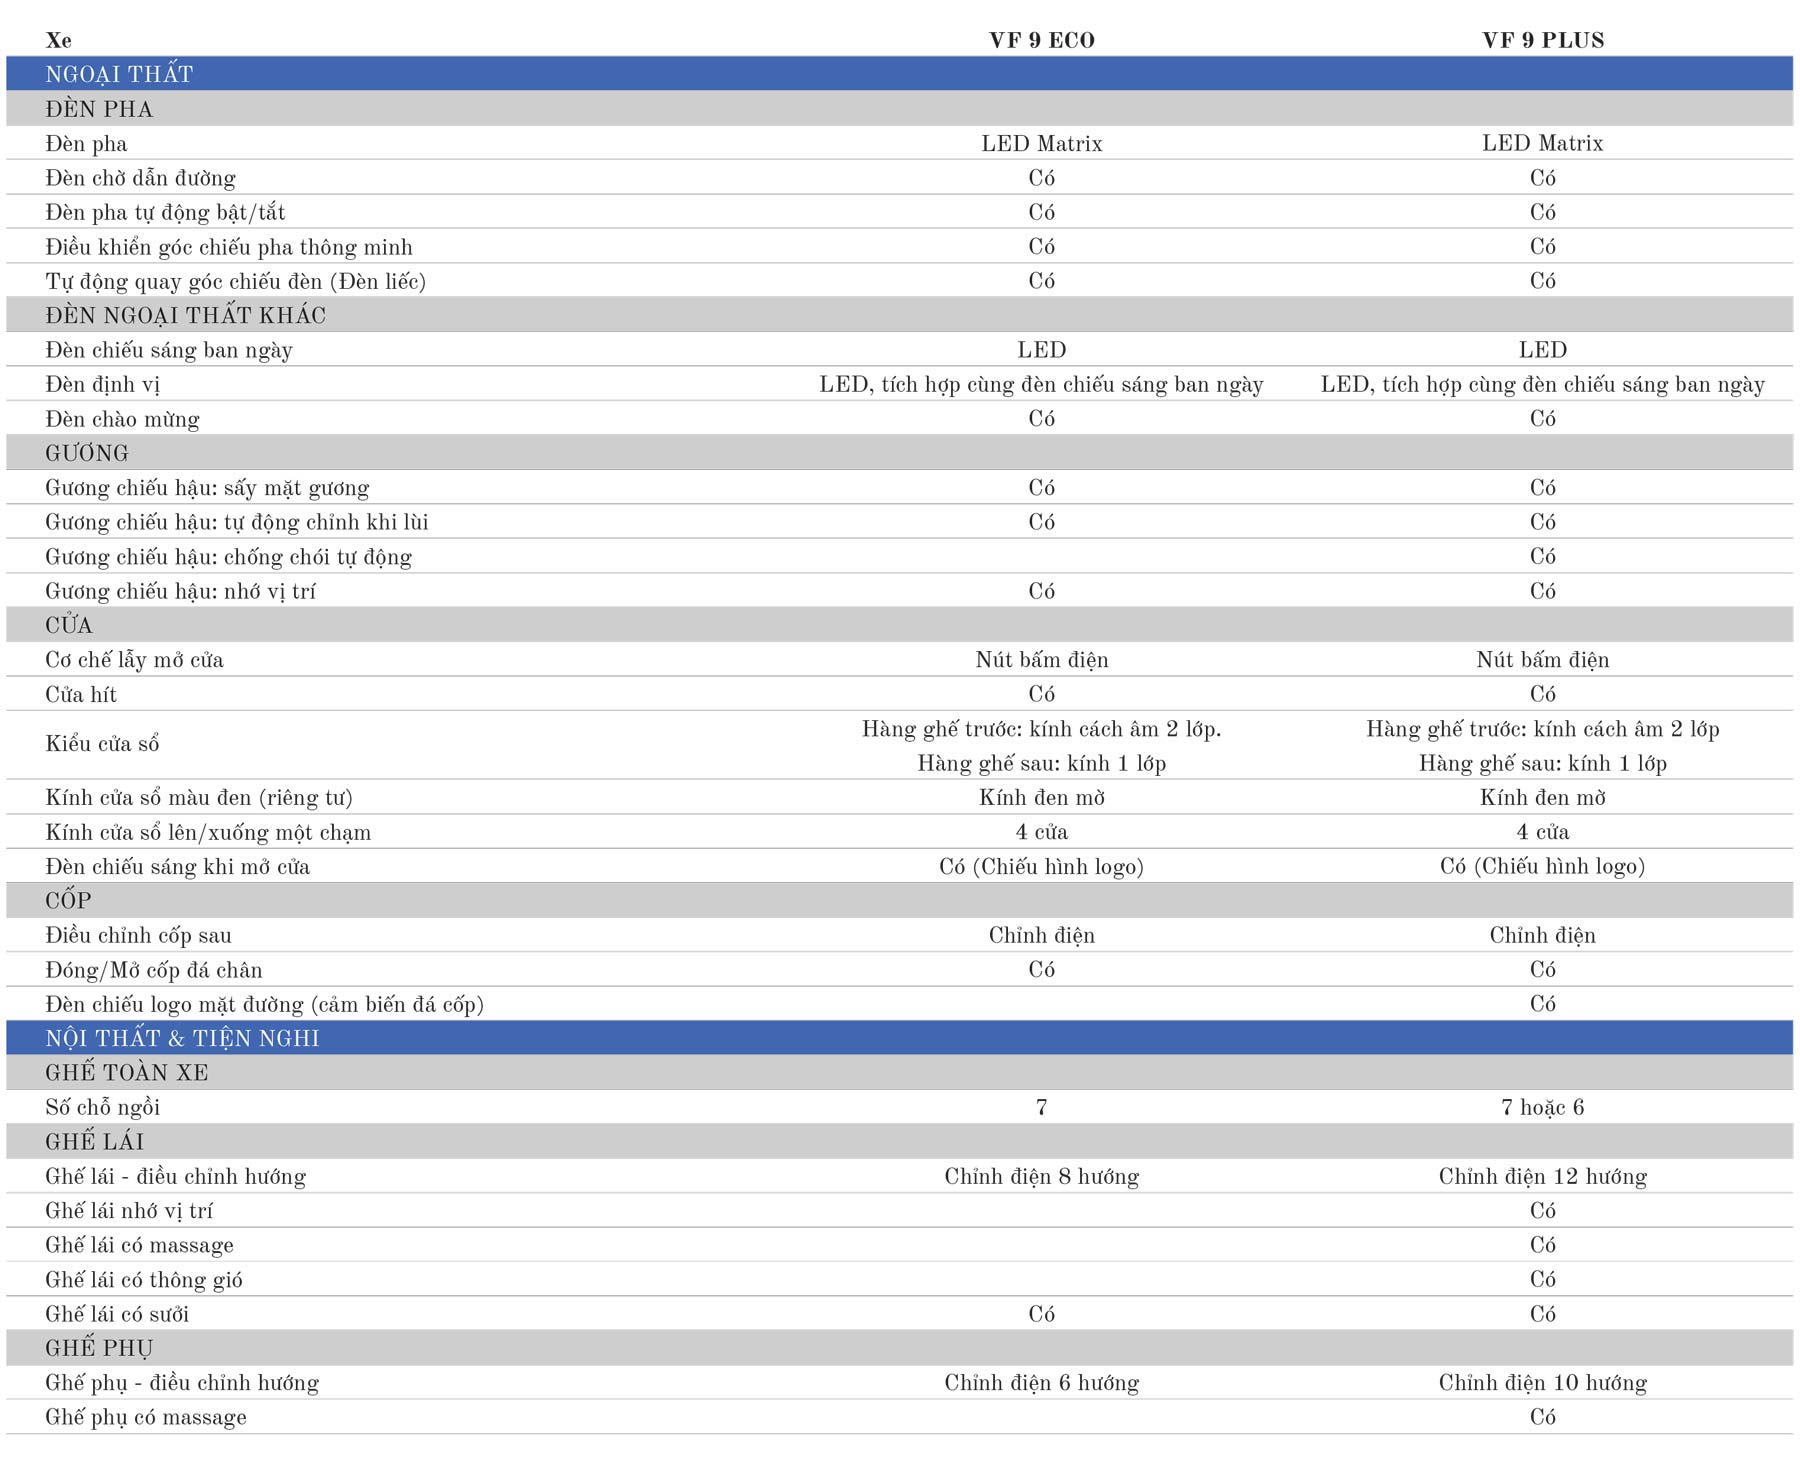 Xe VF 9 ECO VF 9 PLUS
NGOẠI THẤT
ĐÈN PHA
Đèn pha LED Matrix LED Matrix
Đèn chờ dẫn đường Có Có
Đèn pha tự động bật/tắt Có Có
Điều khiển góc chiếu pha thông minh Có Có
Tự động quay góc chiếu đèn (Đèn liếc) Có Có
ĐÈN NGOẠI THẤT KHÁC
Đèn chiếu sáng ban ngày LED LED
Đèn định vị LED, tích hợp cùng đèn chiếu sáng ban ngày LED, tích hợp cùng đèn chiếu sáng ban ngày
Đèn chào mừng Có Có
GƯƠNG
Gương chiếu hậu: sấy mặt gương Có Có
Gương chiếu hậu: tự động chỉnh khi lùi Có Có
Gương chiếu hậu: chống chói tự động Có
Gương chiếu hậu: nhớ vị trí Có Có
CỬA
Cơ chế lẫy mở cửa Nút bấm điện Nút bấm điện
Cửa hít Có Có
Kiểu cửa sổ Hàng ghế trước: kính cách âm 2 lớp. Hàng ghế trước: kính cách âm 2 lớp
Hàng ghế sau: kính 1 lớp Hàng ghế sau: kính 1 lớp
Kính cửa sổ màu đen (riêng tư) Kính đen mờ Kính đen mờ
Kính cửa sổ lên/xuống một chạm 4 cửa 4 cửa
Đèn chiếu sáng khi mở cửa Có (Chiếu hình logo) Có (Chiếu hình logo)
CỐP
Điều chỉnh cốp sau Chỉnh điện Chỉnh điện
Đóng/Mở cốp đá chân Có Có
Đèn chiếu logo mặt đường (cảm biến đá cốp) Có
NỘI THẤT & TIỆN NGHI
GHẾ TOÀN XE
Số chỗ ngồi 7 7 hoặc 6
GHẾ LÁI
Ghế lái - điều chỉnh hướng Chỉnh điện 8 hướng Chỉnh điện 12 hướng
Ghế lái nhớ vị trí Có
Ghế lái có massage Có
Ghế lái có thông gió Có
Ghế lái có sưởi Có Có
GHẾ PHỤ
Ghế phụ - điều chỉnh hướng Chỉnh điện 6 hướng Chỉnh điện 10 hướng
Ghế phụ có massage Có